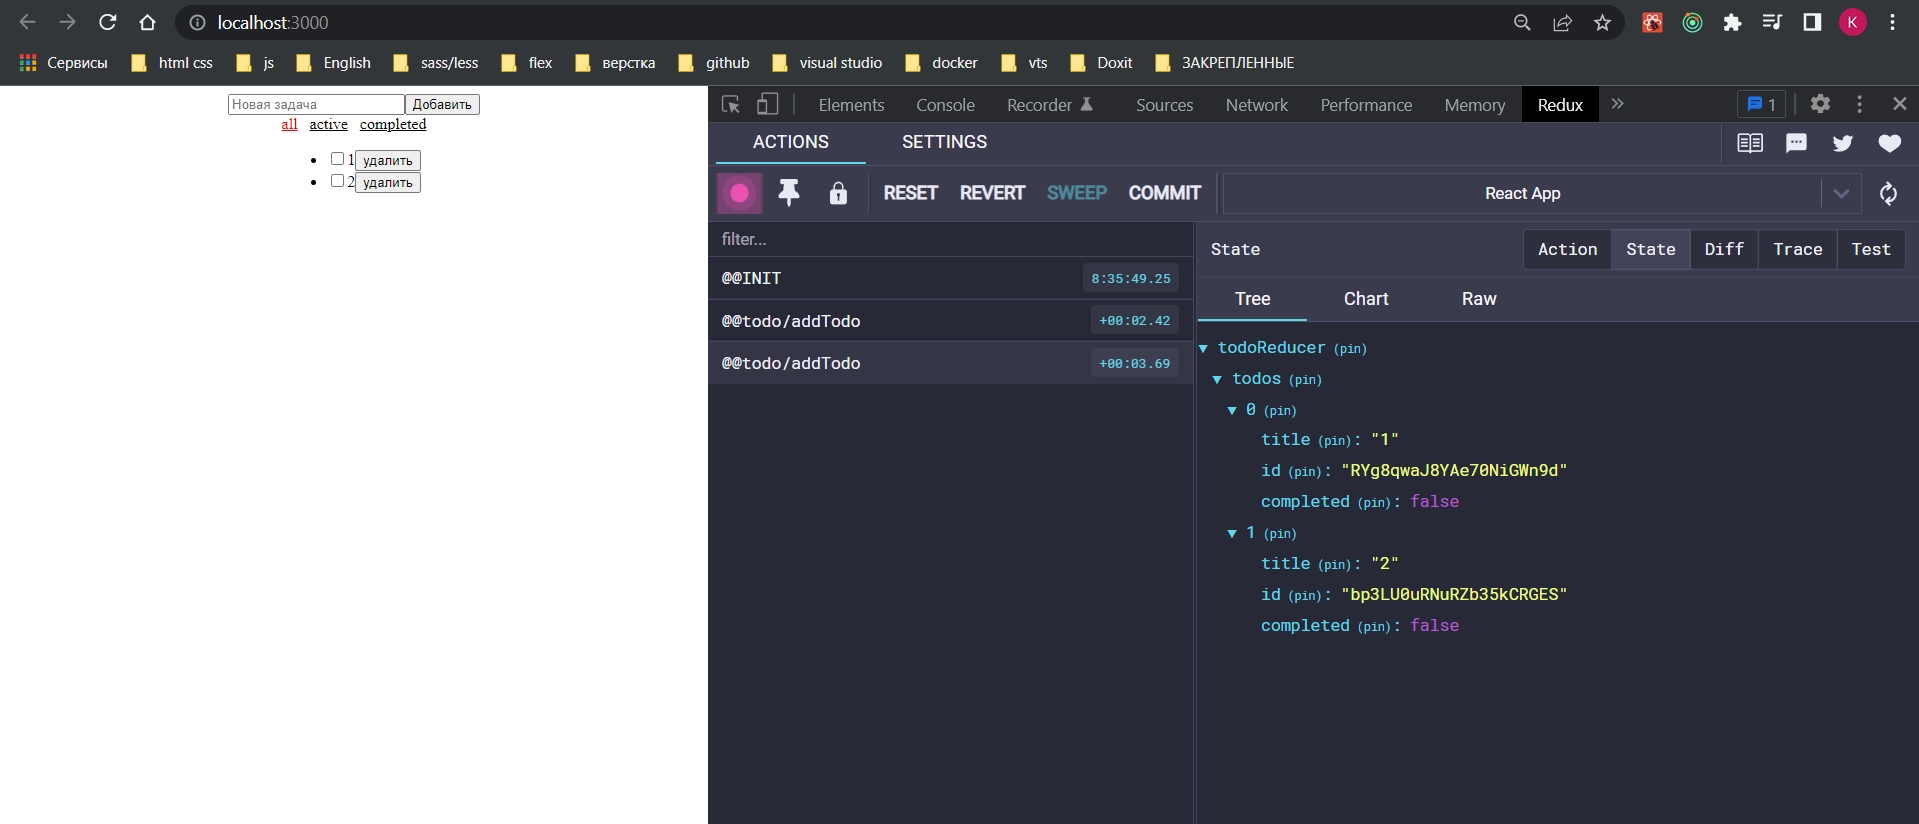 localhost:3000
K
Сервисы html css js English sass/less flex верстка github visual studio docker vts Doxit ЗАКРЕПЛЕННЫЕ
Новая задача Добавить
all active completed
1 удалить
2 удалить
Elements Console Recorder Sources Network Performance Memory Redux 1
ACTIONS SETTINGS
RESET REVERT SWEEP COMMIT React App
filter...
@@INIT 8:35:49.25
@@todo/addTodo +00:02.42
@@todo/addTodo +00:03.69
State Action State Diff Trace Test
Tree Chart Raw
todoReducer (pin)
todos (pin)
0 (pin)
title (pin): "1"
id (pin): "RYg8qwaJ8YAe70NiGWn9d"
completed (pin): false
1 (pin)
title (pin): "2"
id (pin): "bp3LU0uRNuRZb35kCRGES"
completed (pin): false